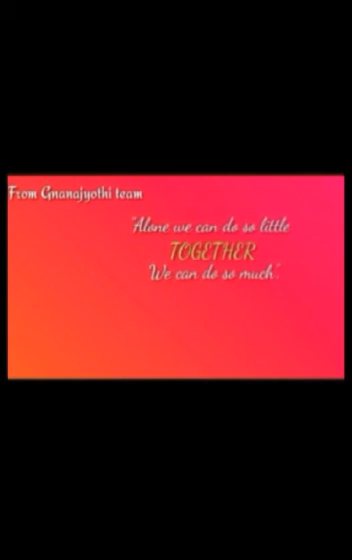 From Gnanajyothi team
"Alone we can do so little
TOGETHER
We can do so much".